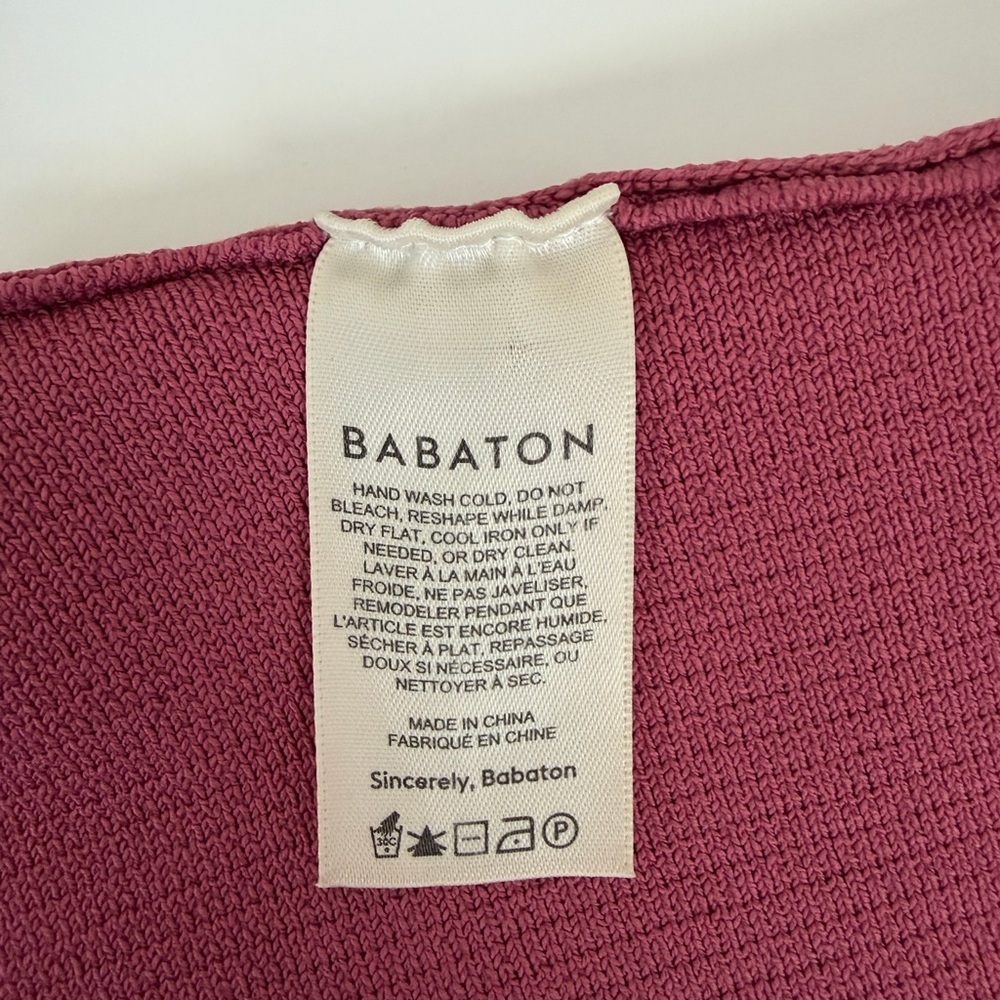 BABATON
HAND WASH COLD, DO NOT
BLEACH, RESHAPE WHILE DAMP,
DRY FLAT, COOL IRON ONLY IF
NEEDED, OR DRY CLEAN.
LAVER À LA MAIN À L'EAU
FROIDE, NE PAS JAVELISER,
REMODELER PENDANT QUE
L'ARTICLE EST ENCORE HUMIDE,
SÉCHER À PLAT, REPASSAGE
DOUX SI NÉCESSAIRE, OU
NETTOYER À SEC.
MADE IN CHINA
FABRIQUÉ EN CHINE
Sincerely, Babaton
30C P